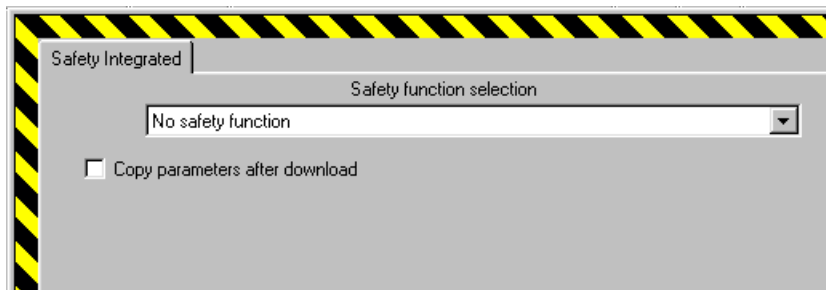 Safety Integrated
Safety function selection
No safety function
Copy parameters after download